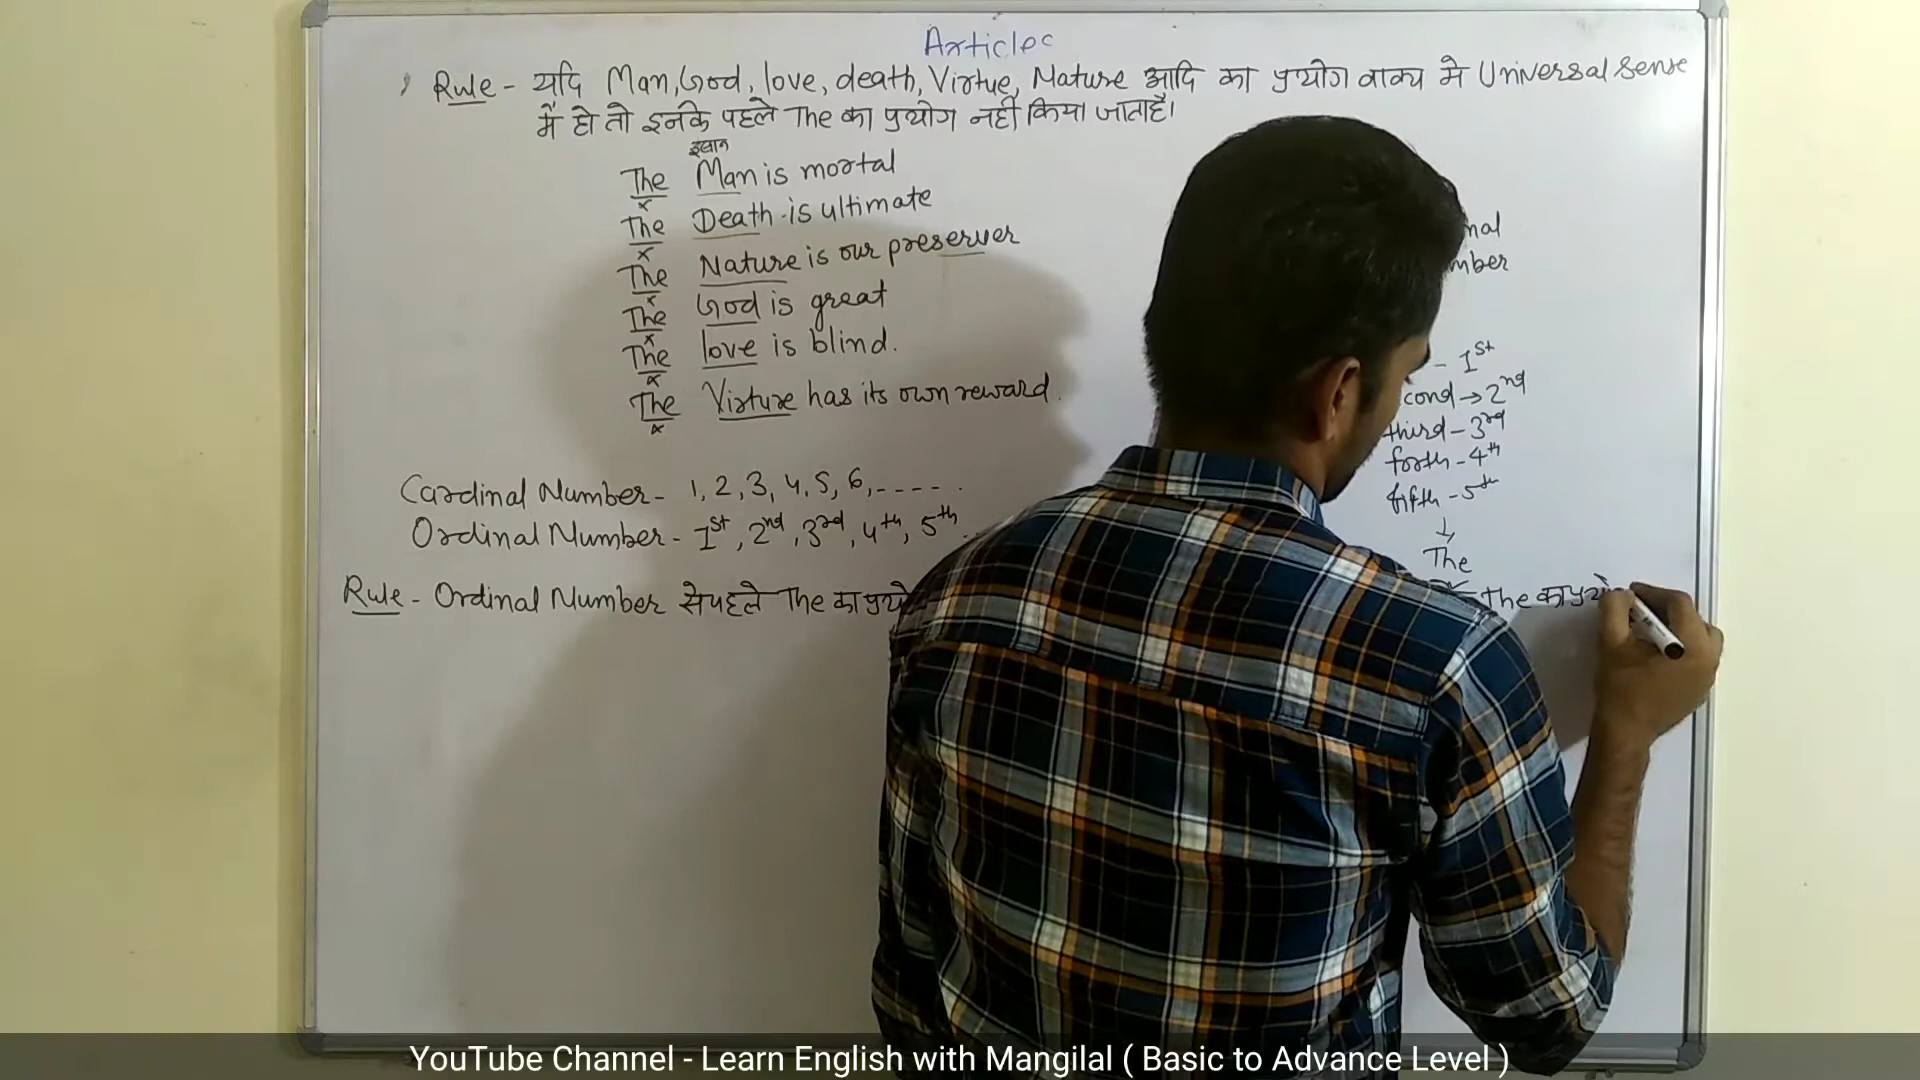 Articles
Rule - यदि Man, God, love, death, Virtue, Nature आदि का प्रयोग वाक्य मे Universal sense
में हो तो इनके पहले The का प्रयोग नहीं किया जाता है।
इंसान
The Man is mortal
x
The Death is ultimate
x
The Nature is our preserver
x
The God is great
x
The love is blind.
x
The Virture has its own reward.
x
Cardinal Number - 1, 2, 3, 4, 5, 6, - - - -
Ordinal Number - 1st, 2nd, 3rd, 4th, 5th
Rule - Ordinal Number से पहले The का प्रयो
nal
mber
- 1st
cond → 2nd
third - 3rd
forth - 4th
fifth - 5th
↓
The
The का प्रयो
YouTube Channel - Learn English with Mangilal ( Basic to Advance Level )